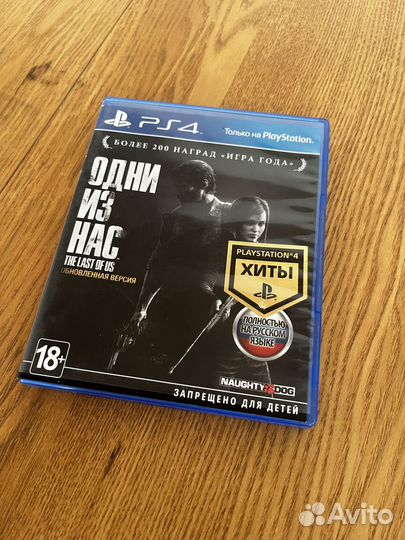 PS4
Только на PlayStation.
БОЛЕЕ 200 НАГРАД «ИГРА ГОДА»
ОДНИ
ИЗ
НАС
THE LAST OF US
ОБНОВЛЕННАЯ ВЕРСИЯ
PLAYSTATION®4
ХИТЫ
ПОЛНОСТЬЮ
НА РУССКОМ
ЯЗЫКЕ
18+
NAUGHTY DOG
ЗАПРЕЩЕНО ДЛЯ ДЕТЕЙ
Avito